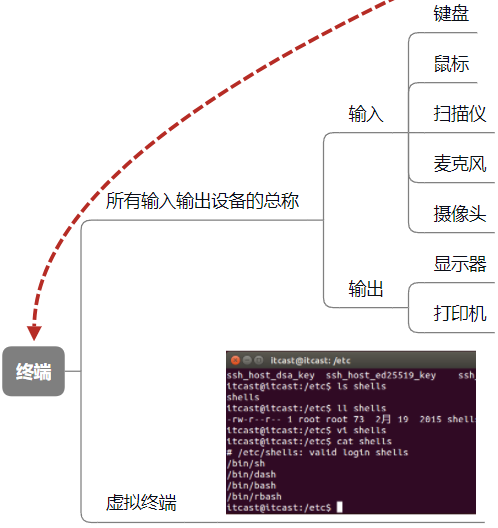 键盘
鼠标
输入
扫描仪
麦克风
所有输入输出设备的总称
摄像头
显示器
输出
打印机
终端
itcast@itcast: /etc
ssh_host_dsa_key ssh_host_ed25519_key ssh_
itcast@itcast:/etc$ ls shells
shells
itcast@itcast:/etc$ ll shells
-rw-r--r-- 1 root root 73 2月 19 2015 shells
itcast@itcast:/etc$ vi shells
itcast@itcast:/etc$ cat shells
# /etc/shells: valid login shells
/bin/sh
/bin/dash
/bin/bash
/bin/rbash
itcast@itcast:/etc$
虚拟终端